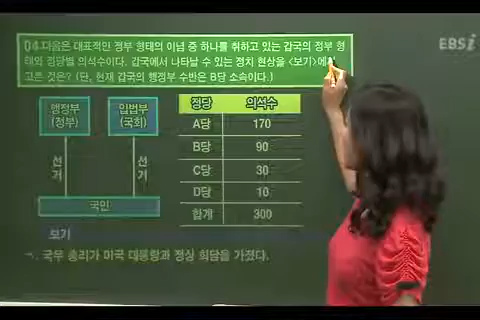 EBSi
Q4. 다음은 대표적인 정부 형태의 이념 중 하나를 취하고 있는 갑국의 정부 형
태와 정당별 의석수이다. 갑국에서 나타날 수 있는 정치 현상을 <보기>에서
고른 것은? (단, 현재 갑국의 행정부 수반은 B당 소속이다.)
행정부 입법부
(정부) (국회)
선거 선거
국민
정당 의석수
A당 170
B당 90
C당 30
D당 10
합계 300
보기
ㄱ. 국무 총리가 미국 대통령과 정상 회담을 가졌다.